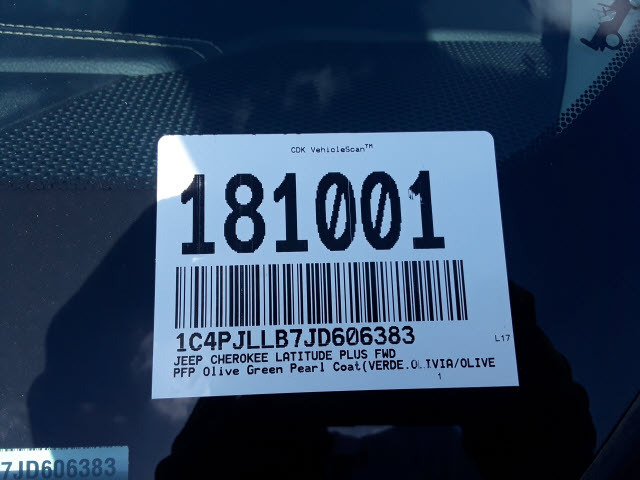 CDK VehicleScan™
181001
1C4PJLLB7JD606383
L17
JEEP CHEROKEE LATITUDE PLUS FWD
PFP Olive Green Pearl Coat(VERDE.OLIVIA/OLIVE
1
7JD606383